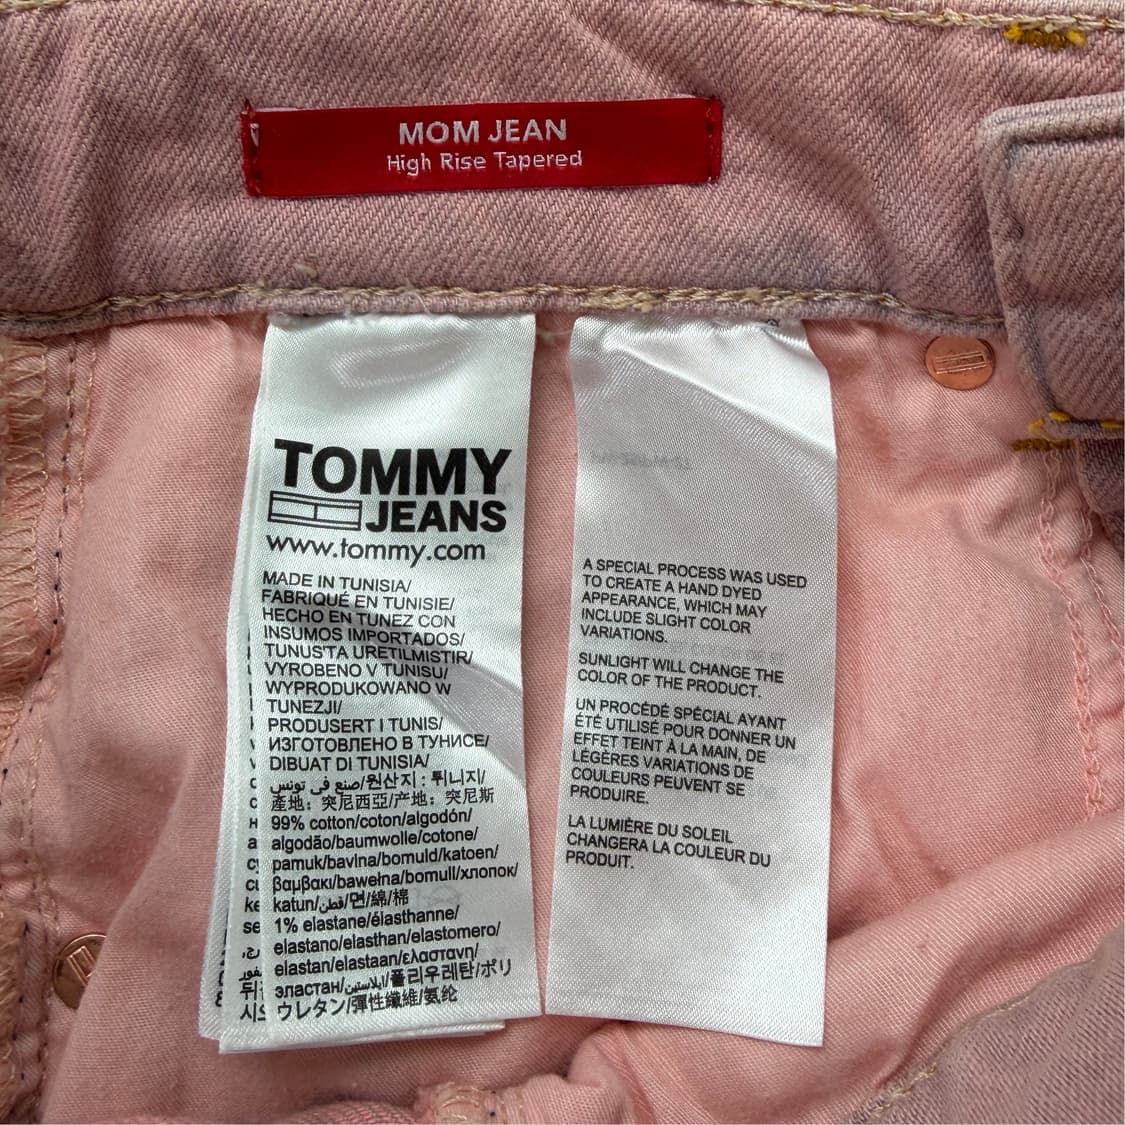 MOM JEAN
High Rise Tapered
TOMMY
JEANS
www.tommy.com
MADE IN TUNISIA/
FABRIQUÉ EN TUNISIE/
HECHO EN TUNEZ CON
INSUMOS IMPORTADOS/
TUNUS'TA URETILMISTIR/
VYROBENO V TUNISU/
WYPRODUKOWANO W
TUNEZJI/
PRODUSERT I TUNIS/
ИЗГОТОВЛЕНО В ТУНИСЕ/
DIBUAT DI TUNISIA/
صنع في تونس/원산지 : 튀니지/
產地：突尼西亞/产地：突尼斯
99% cotton/coton/algodón/
algodão/baumwolle/cotone/
pamuk/bavlna/bomuld/katoen/
βαμβακι/bawełna/bomull/хлопок/
katun/قطن/면/綿/棉
1% elastane/élasthanne/
elastano/elasthan/elastomero/
elastan/elastaan/ελαστανη/
эластан/ايلاستين/폴리우레탄/ポリ
ウレタン/彈性纖維/氨纶
A SPECIAL PROCESS WAS USED
TO CREATE A HAND DYED
APPEARANCE, WHICH MAY
INCLUDE SLIGHT COLOR
VARIATIONS.
SUNLIGHT WILL CHANGE THE
COLOR OF THE PRODUCT.
UN PROCÉDÉ SPÉCIAL AYANT
ÉTÉ UTILISÉ POUR DONNER UN
EFFET TEINT À LA MAIN, DE
LÉGÈRES VARIATIONS DE
COULEURS PEUVENT SE
PRODUIRE.
LA LUMIÈRE DU SOLEIL
CHANGERA LA COULEUR DU
PRODUIT.